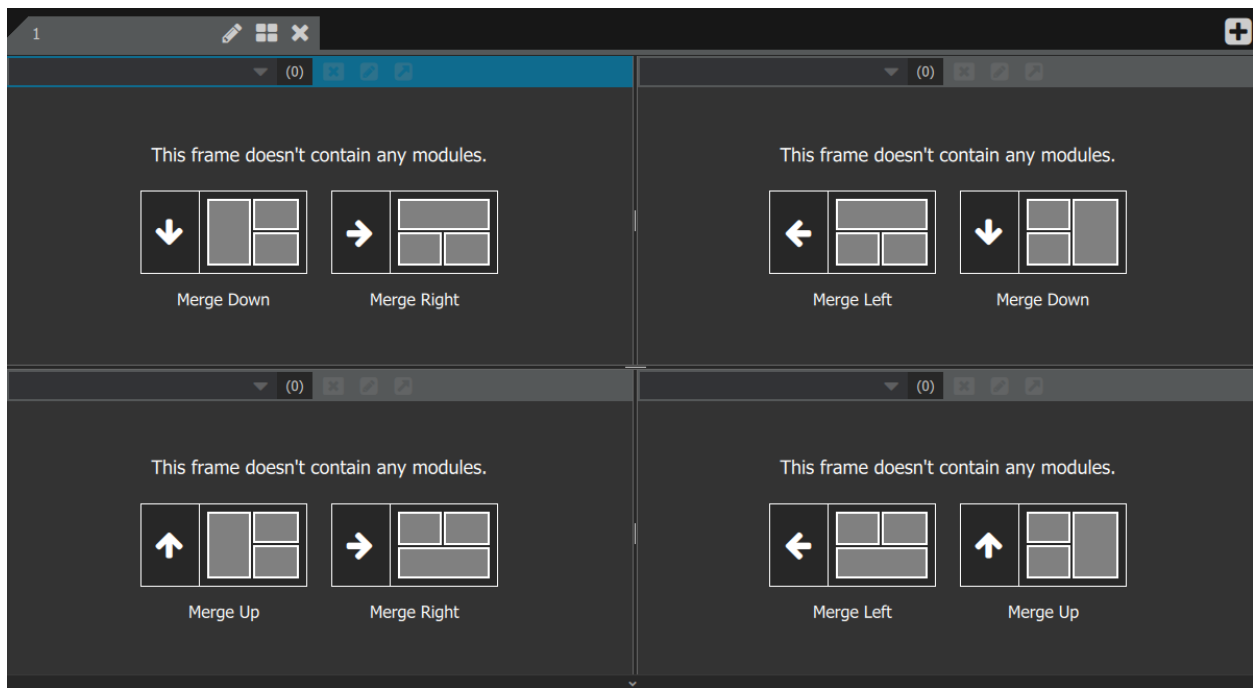 1
(0)
(0)
This frame doesn't contain any modules.
This frame doesn't contain any modules.
Merge Down
Merge Right
Merge Left
Merge Down
(0)
(0)
This frame doesn't contain any modules.
This frame doesn't contain any modules.
Merge Up
Merge Right
Merge Left
Merge Up